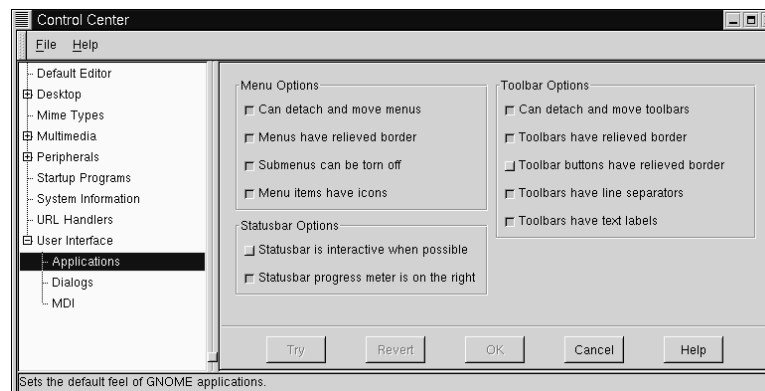 Control Center
File Help
Default Editor
Desktop
Mime Types
Multimedia
Peripherals
Startup Programs
System Information
URL Handlers
User Interface
Applications
Dialogs
MDI
Menu Options
Can detach and move menus
Menus have relieved border
Submenus can be torn off
Menu items have icons
Statusbar Options
Statusbar is interactive when possible
Statusbar progress meter is on the right
Toolbar Options
Can detach and move toolbars
Toolbars have relieved border
Toolbar buttons have relieved border
Toolbars have line separators
Toolbars have text labels
Try Revert OK Cancel Help
Sets the default feel of GNOME applications.